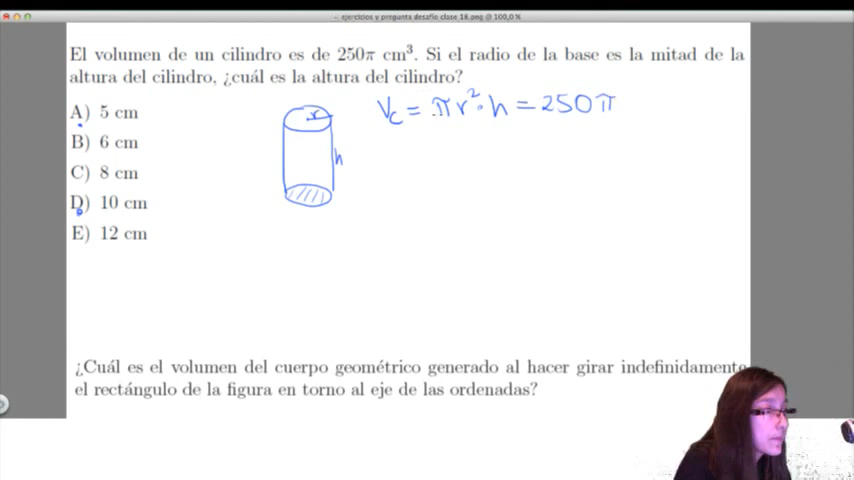 ejercicios y pregunta desafio clase 18.png @ 100,0%
El volumen de un cilindro es de 250π cm³. Si el radio de la base es la mitad de la
altura del cilindro, ¿cuál es la altura del cilindro?
Vc = πr²·h = 250π
A) 5 cm
B) 6 cm
C) 8 cm
D) 10 cm
E) 12 cm
r
h
¿Cuál es el volumen del cuerpo geométrico generado al hacer girar indefinidamente
el rectángulo de la figura en torno al eje de las ordenadas?